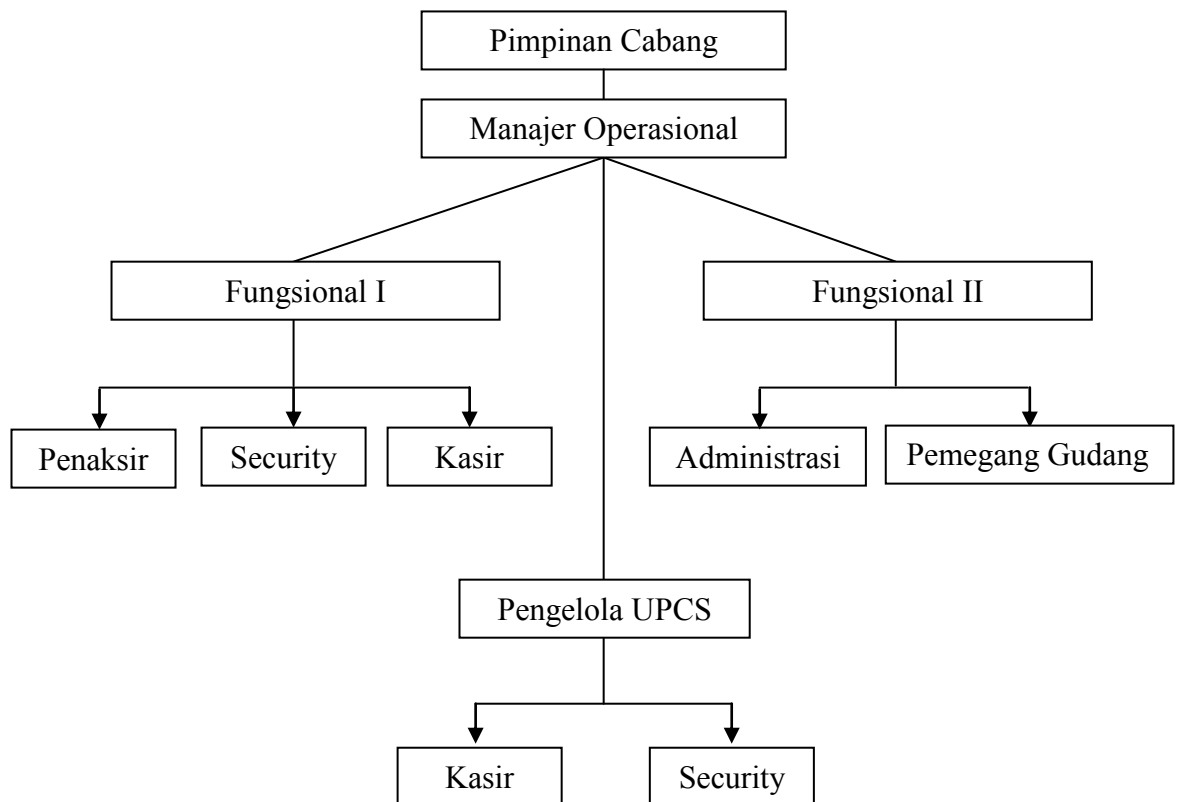 Pimpinan Cabang
Manajer Operasional
Fungsional I
Fungsional II
Penaksir
Security
Kasir
Administrasi
Pemegang Gudang
Pengelola UPCS
Kasir
Security